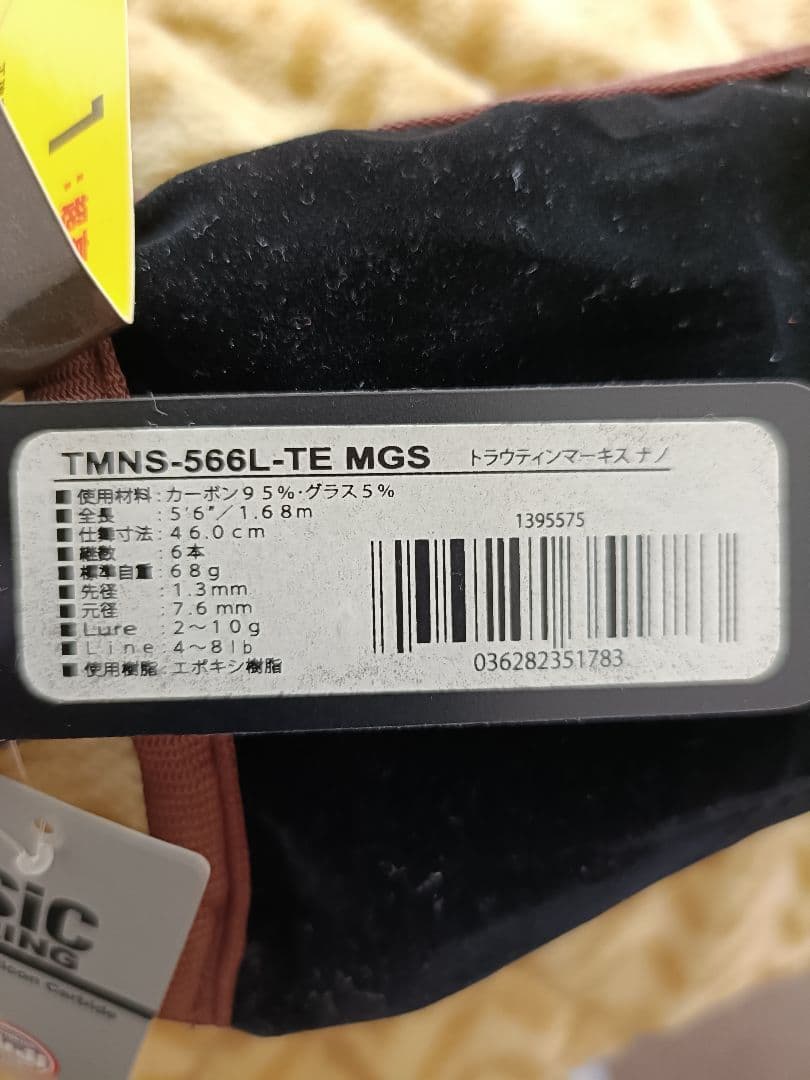 TMNS-566L-TE MGS トラウティンマーキス ナノ
■ 使用材料:カーボン95%・グラス5%
■ 全長 :5'6"/1.68m
■ 仕舞寸法:46.0cm
■ 継数 :6本
■ 標準自重:68g
■ 先径 :1.3mm
■ 元径 :7.6mm
■ Lure :2〜10g
■ Line:4〜8lb
■ 使用樹脂:エポキシ樹脂
1395575
036282351783
SiC